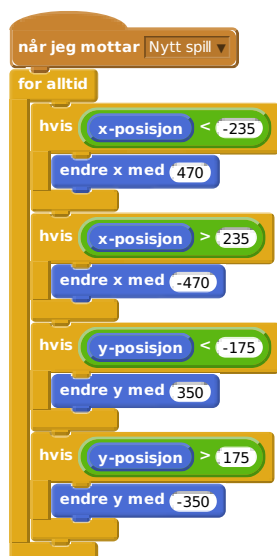 når jeg mottar Nytt spill
for alltid
hvis x-posisjon < -235
endre x med 470
hvis x-posisjon > 235
endre x med -470
hvis y-posisjon < -175
endre y med 350
hvis y-posisjon > 175
endre y med -350